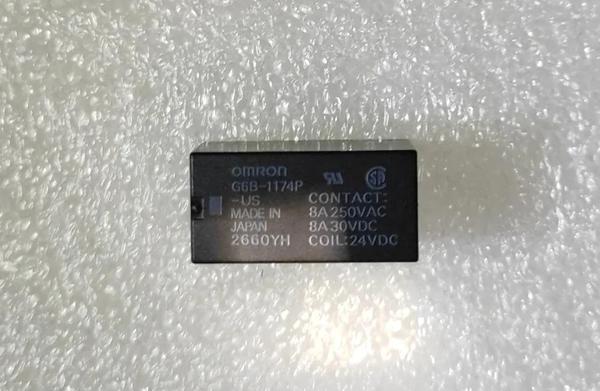 OMRON
G6B-1174P
-US CONTACT:
MADE IN 8A 250VAC
JAPAN 8A 30VDC
2660YH COIL:24VDC